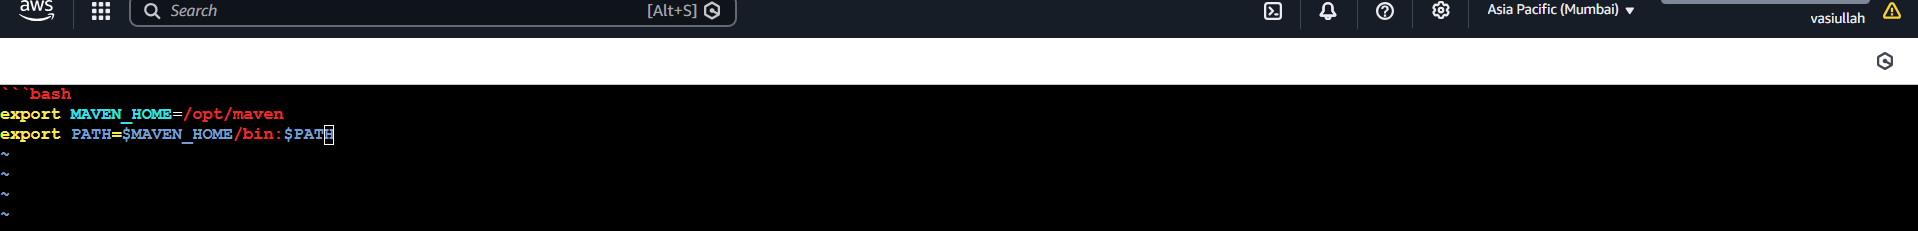 aws
Search [Alt+S]
Asia Pacific (Mumbai)
vasiullah
```bash
export MAVEN_HOME=/opt/maven
export PATH=$MAVEN_HOME/bin:$PATH
~
~
~
~